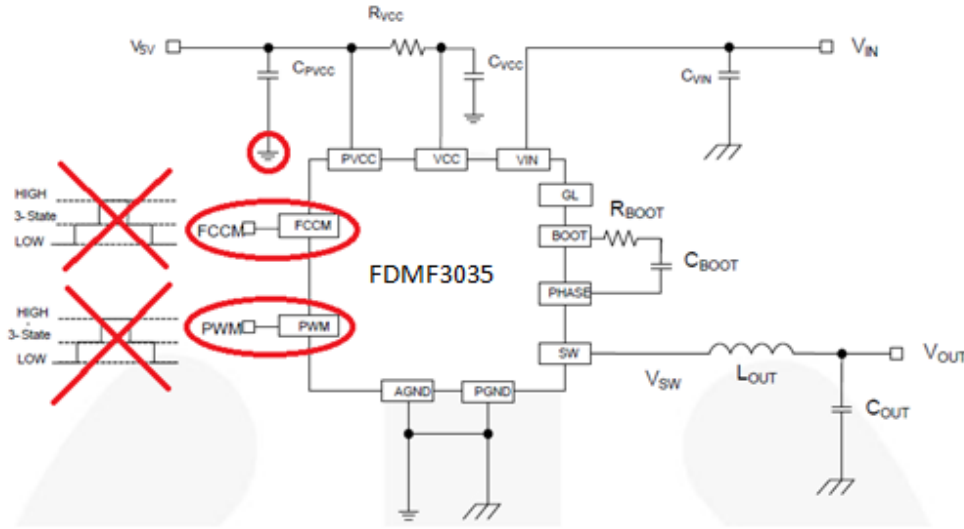 RVCC
V5V
CPVCC
CVCC
CVIN
VIN
PVCC
VCC
VIN
HIGH
3-State
LOW
FCCM
FCCM
GL
BOOT
RBOOT
CBOOT
FDMF3035
PHASE
HIGH
3-State
LOW
PWM
PWM
SW
VSW
LOUT
VOUT
COUT
AGND
PGND